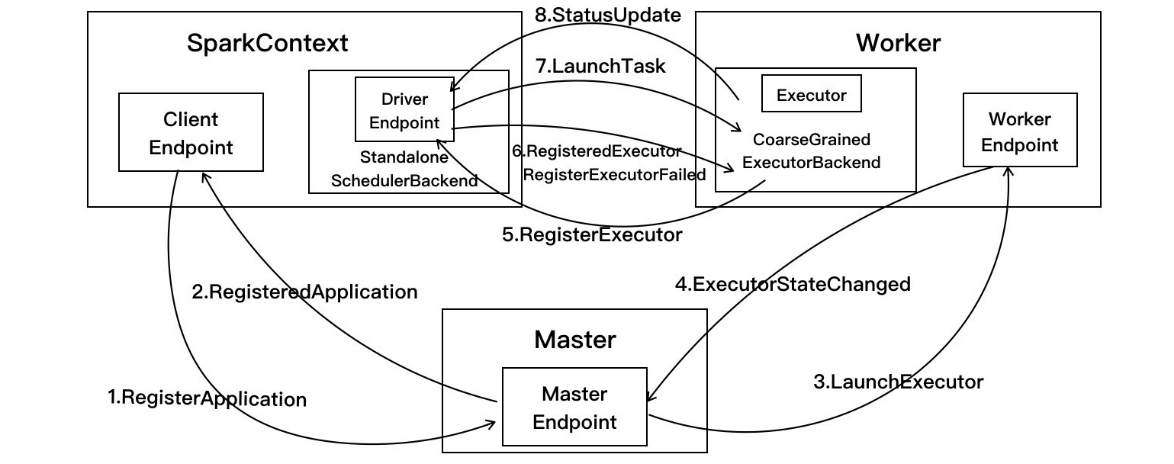 8.StatusUpdate
SparkContext
Worker
7.LaunchTask
Driver
Endpoint
Executor
Client
Endpoint
Worker
Endpoint
CoarseGrained
ExecutorBackend
Standalone
SchedulerBackend
6.RegisteredExecutor
RegisterExecutorFailed
5.RegisterExecutor
2.RegisteredApplication
4.ExecutorStateChanged
Master
Master
Endpoint
3.LaunchExecutor
1.RegisterApplication